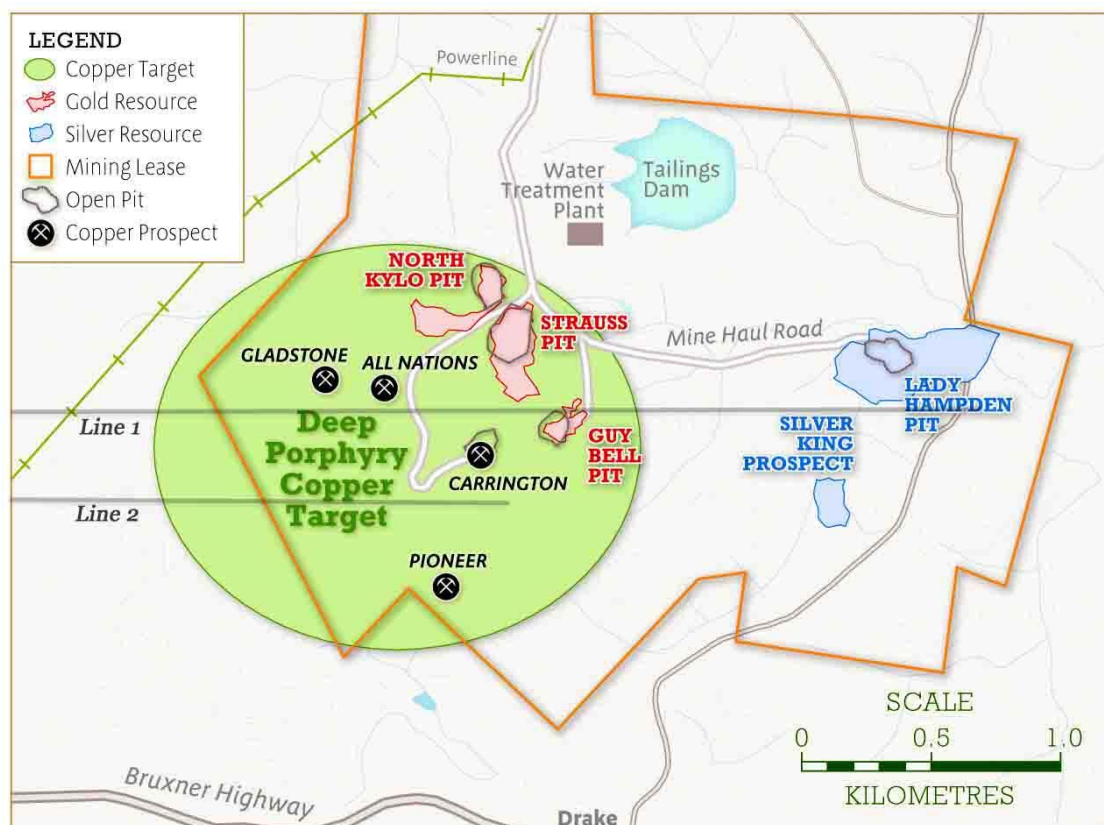 LEGEND
Copper Target
Gold Resource
Silver Resource
Mining Lease
Open Pit
Copper Prospect
Powerline
Water
Treatment
Plant
Tailings
Dam
NORTH
KYLO PIT
STRAUSS
PIT
Mine Haul Road
GLADSTONE
ALL NATIONS
LADY
HAMPDEN
PIT
Line 1
Deep
Porphyry
Copper
Target
GUY
BELL
PIT
SILVER
KING
PROSPECT
CARRINGTON
Line 2
PIONEER
SCALE
0 0.5 1.0
KILOMETRES
Bruxner Highway
Drake